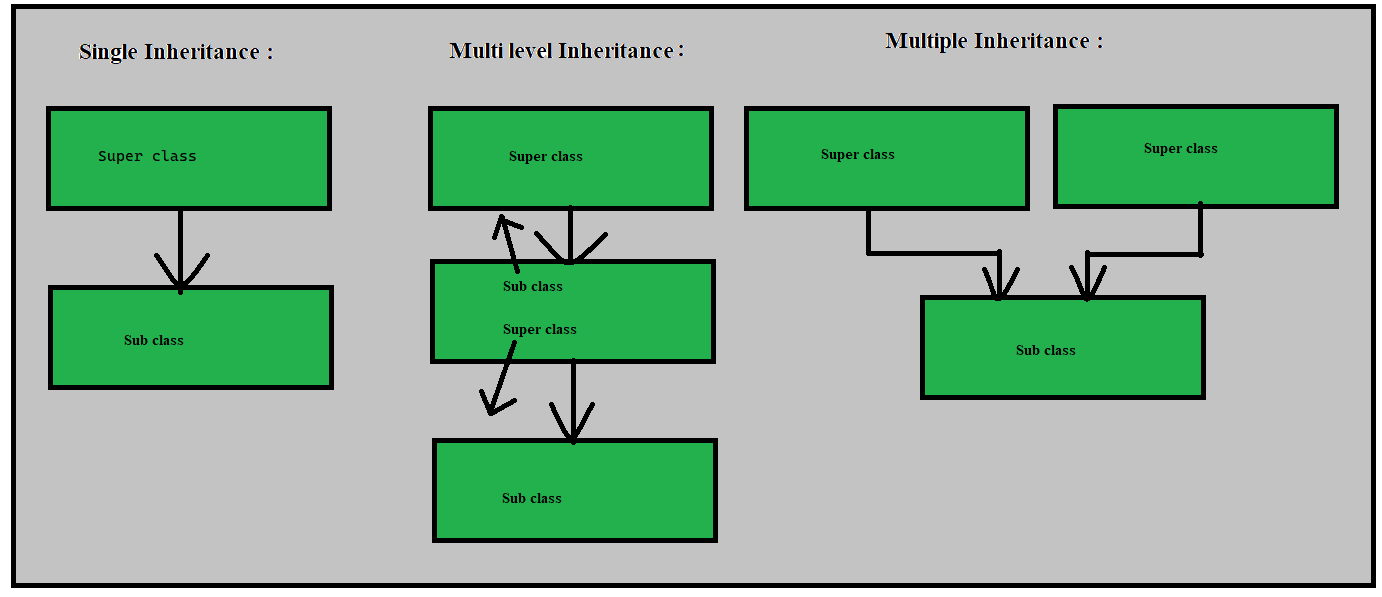 Single Inheritance :
Super class
Sub class
Multi level Inheritance :
Super class
Sub class
Super class
Sub class
Multiple Inheritance :
Super class
Super class
Sub class